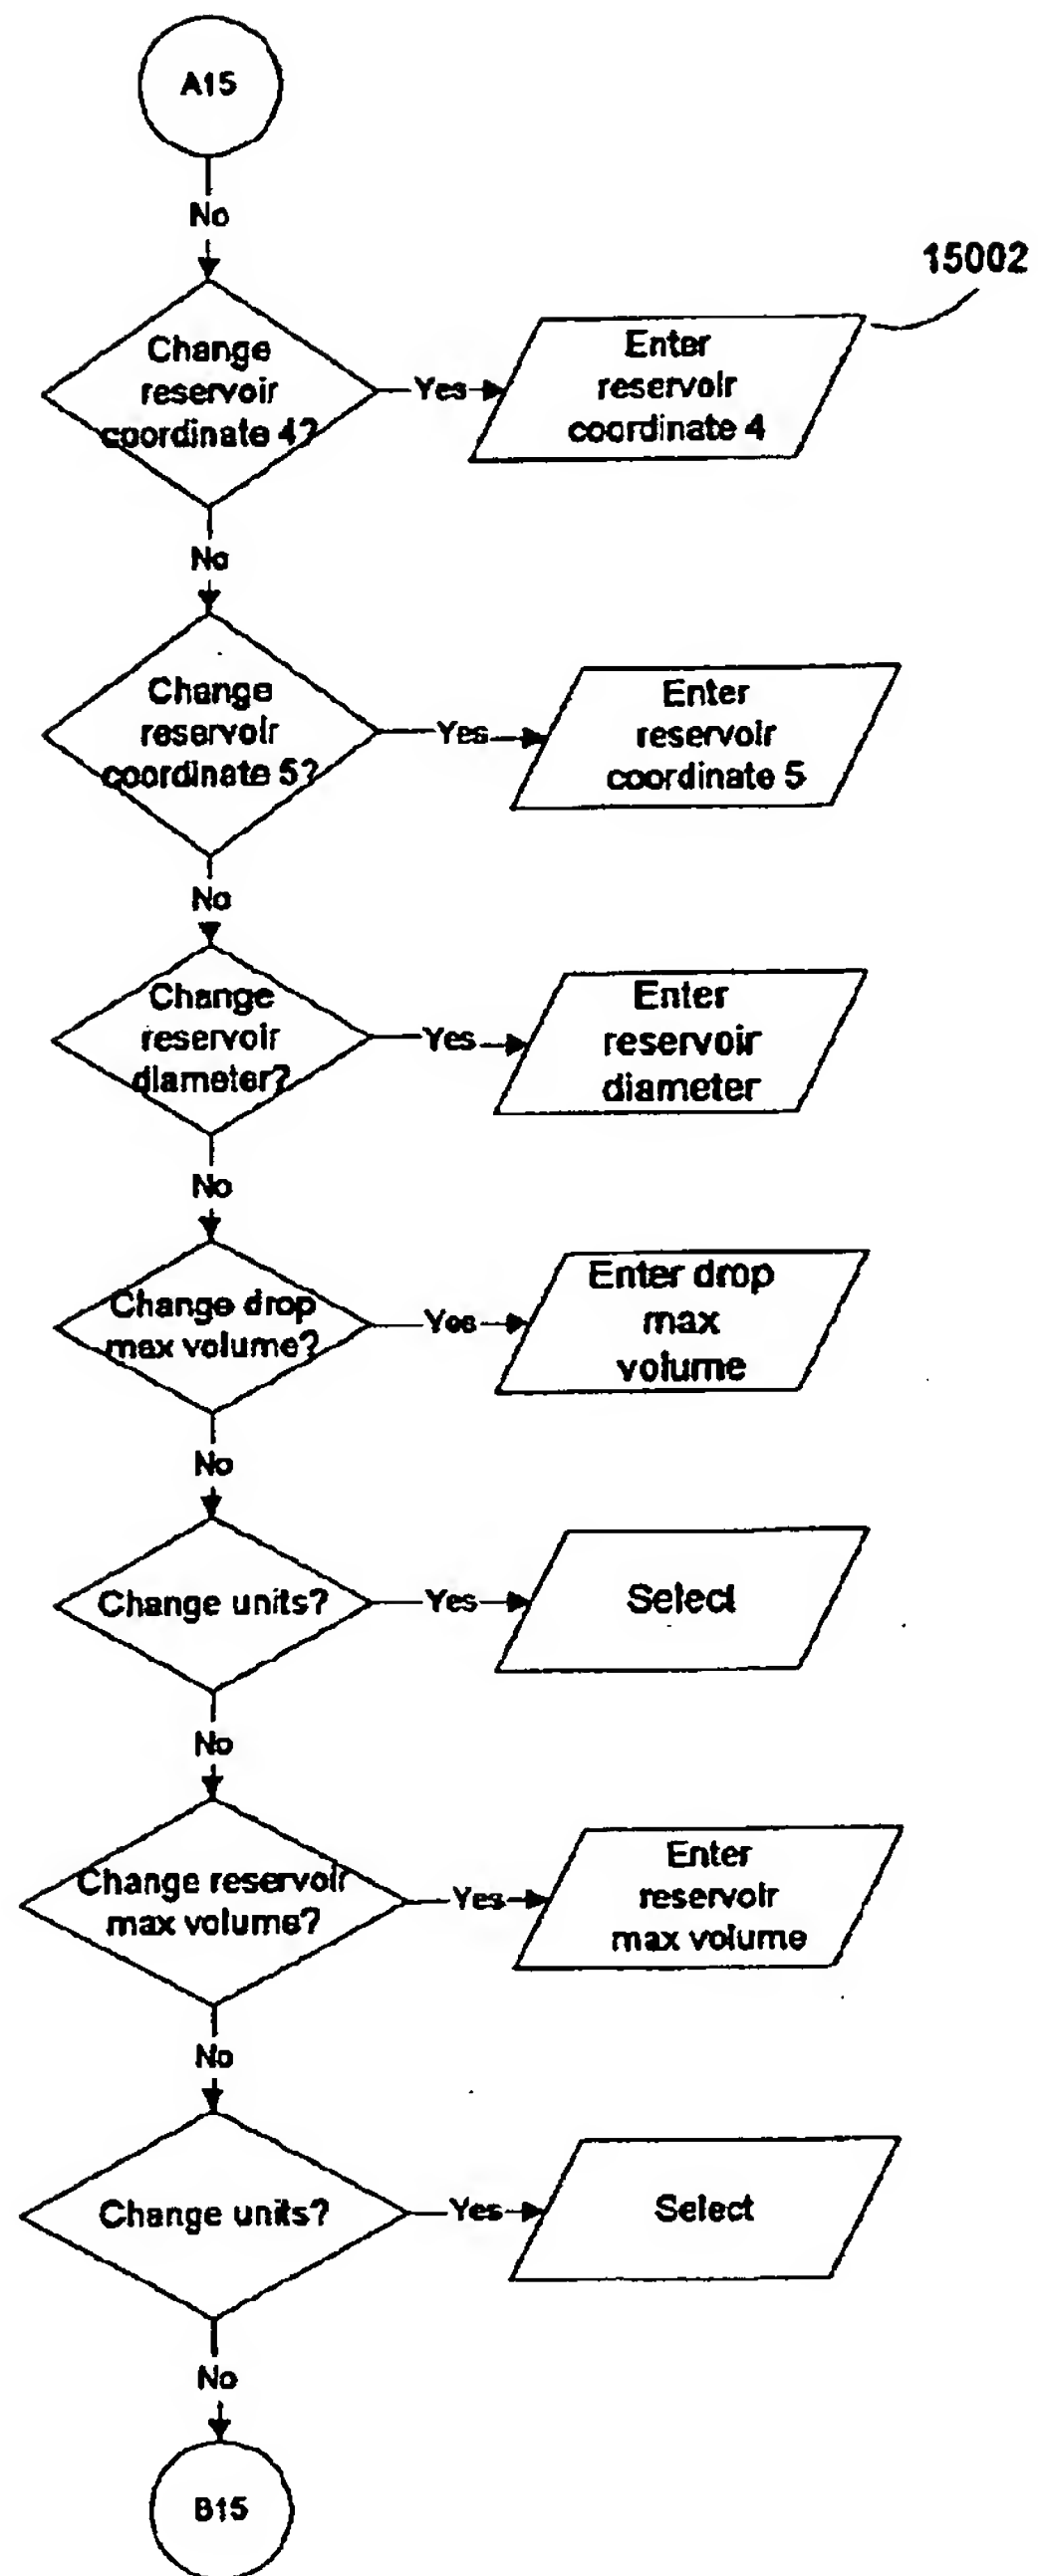 A15
No
15002
Change
reservoir
coordinate 4?
Yes
Enter
reservoir
coordinate 4
No
Change
reservoir
coordinate 5?
Yes
Enter
reservoir
coordinate 5
No
Change
reservoir
diameter?
Yes
Enter
reservoir
diameter
No
Change drop
max volume?
Yes
Enter drop
max
volume
No
Change units?
Yes
Select
No
Change reservoir
max volume?
Yes
Enter
reservoir
max volume
No
Change units?
Yes
Select
No
B15